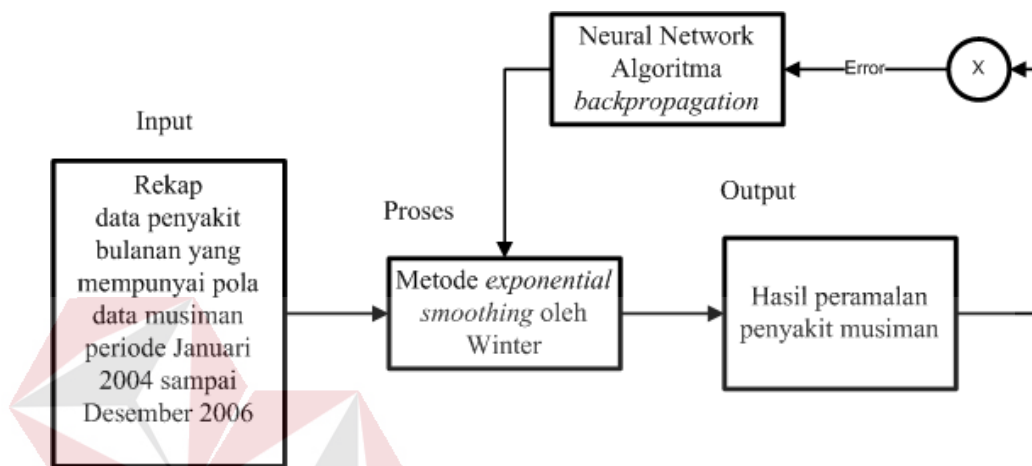 Input
Rekap
data penyakit
bulanan yang
mempunyai pola
data musiman
periode Januari
2004 sampai
Desember 2006
Proses
Metode exponential
smoothing oleh
Winter
Neural Network
Algoritma
backpropagation
Error
X
Output
Hasil peramalan
penyakit musiman